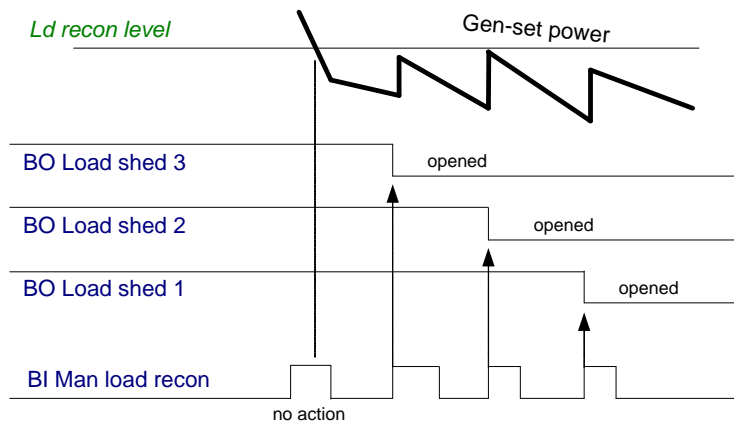 Ld recon level
Gen-set power
BO Load shed 3
opened
BO Load shed 2
opened
BO Load shed 1
opened
BI Man load recon
no action